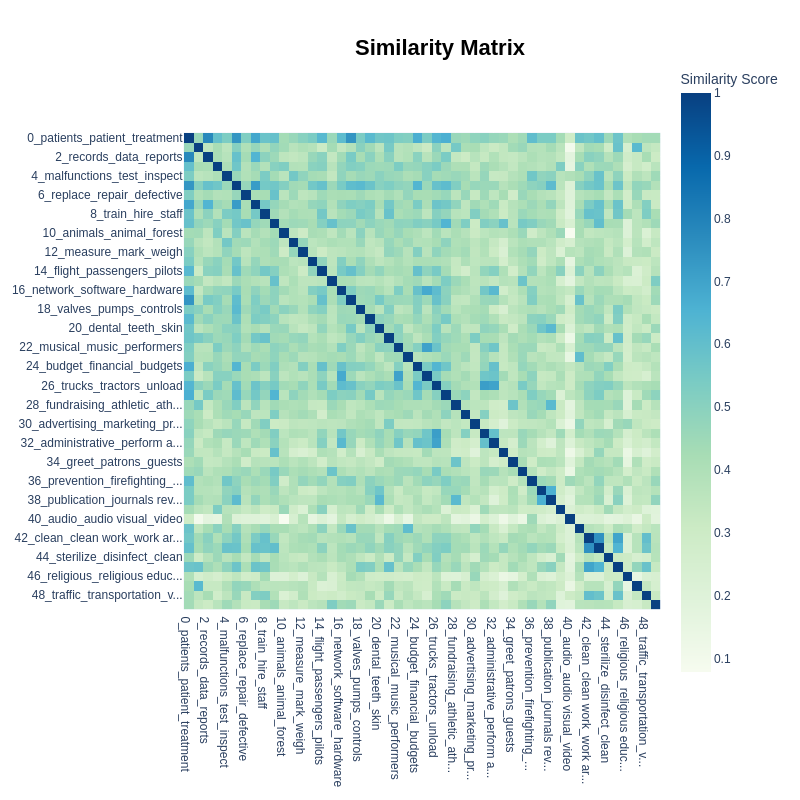 Similarity Matrix
Similarity Score
1
0.9
0.8
0.7
0.6
0.5
0.4
0.3
0.2
0.1
0_patients_patient_treatment
2_records_data_reports
4_malfunctions_test_inspect
6_replace_repair_defective
8_train_hire_staff
10_animals_animal_forest
12_measure_mark_weigh
14_flight_passengers_pilots
16_network_software_hardware
18_valves_pumps_controls
20_dental_teeth_skin
22_musical_music_performers
24_budget_financial_budgets
26_trucks_tractors_unload
28_fundraising_athletic_ath...
30_advertising_marketing_pr...
32_administrative_perform a...
34_greet_patrons_guests
36_prevention_firefighting_...
38_publication_journals rev...
40_audio_audio visual_video
42_clean_clean work_work ar...
44_sterilize_disinfect_clean
46_religious_religious educ...
48_traffic_transportation_v...
0_patients_patient_treatment
2_records_data_reports
4_malfunctions_test_inspect
6_replace_repair_defective
8_train_hire_staff
10_animals_animal_forest
12_measure_mark_weigh
14_flight_passengers_pilots
16_network_software_hardware
18_valves_pumps_controls
20_dental_teeth_skin
22_musical_music_performers
24_budget_financial_budgets
26_trucks_tractors_unload
28_fundraising_athletic_ath...
30_advertising_marketing_pr...
32_administrative_perform a...
34_greet_patrons_guests
36_prevention_firefighting_...
38_publication_journals rev...
40_audio_audio visual_video
42_clean_clean work_work ar...
44_sterilize_disinfect_clean
46_religious_religious educ...
48_traffic_transportation_v...